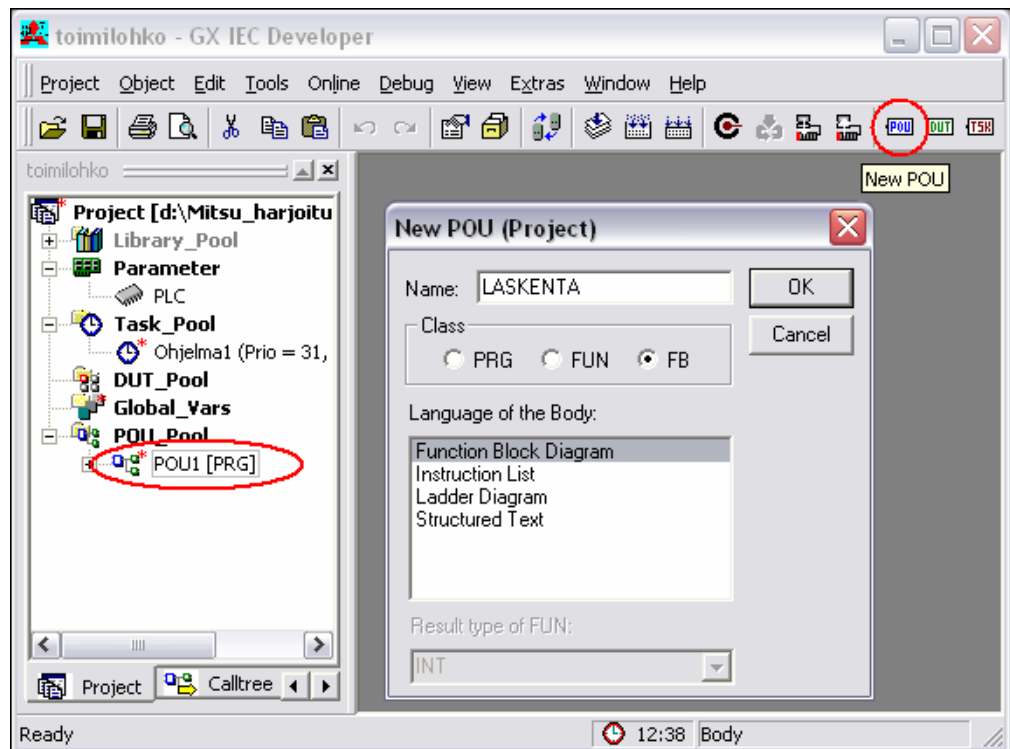 toimilohko - GX IEC Developer
Project Object Edit Tools Online Debug View Extras Window Help
POU DUT TSK
New POU
toimilohko
Project [d:\Mitsu_harjoitu
Library_Pool
Parameter
PLC
Task_Pool
Ohjelma1 (Prio = 31,
DUT_Pool
Global_Vars
POU_Pool
POU1 [PRG]
Project Calltree
New POU (Project)
Name: LASKENTA
OK
Class
Cancel
PRG FUN FB
Language of the Body:
Function Block Diagram
Instruction List
Ladder Diagram
Structured Text
Result type of FUN:
INT
Ready 12:38 Body